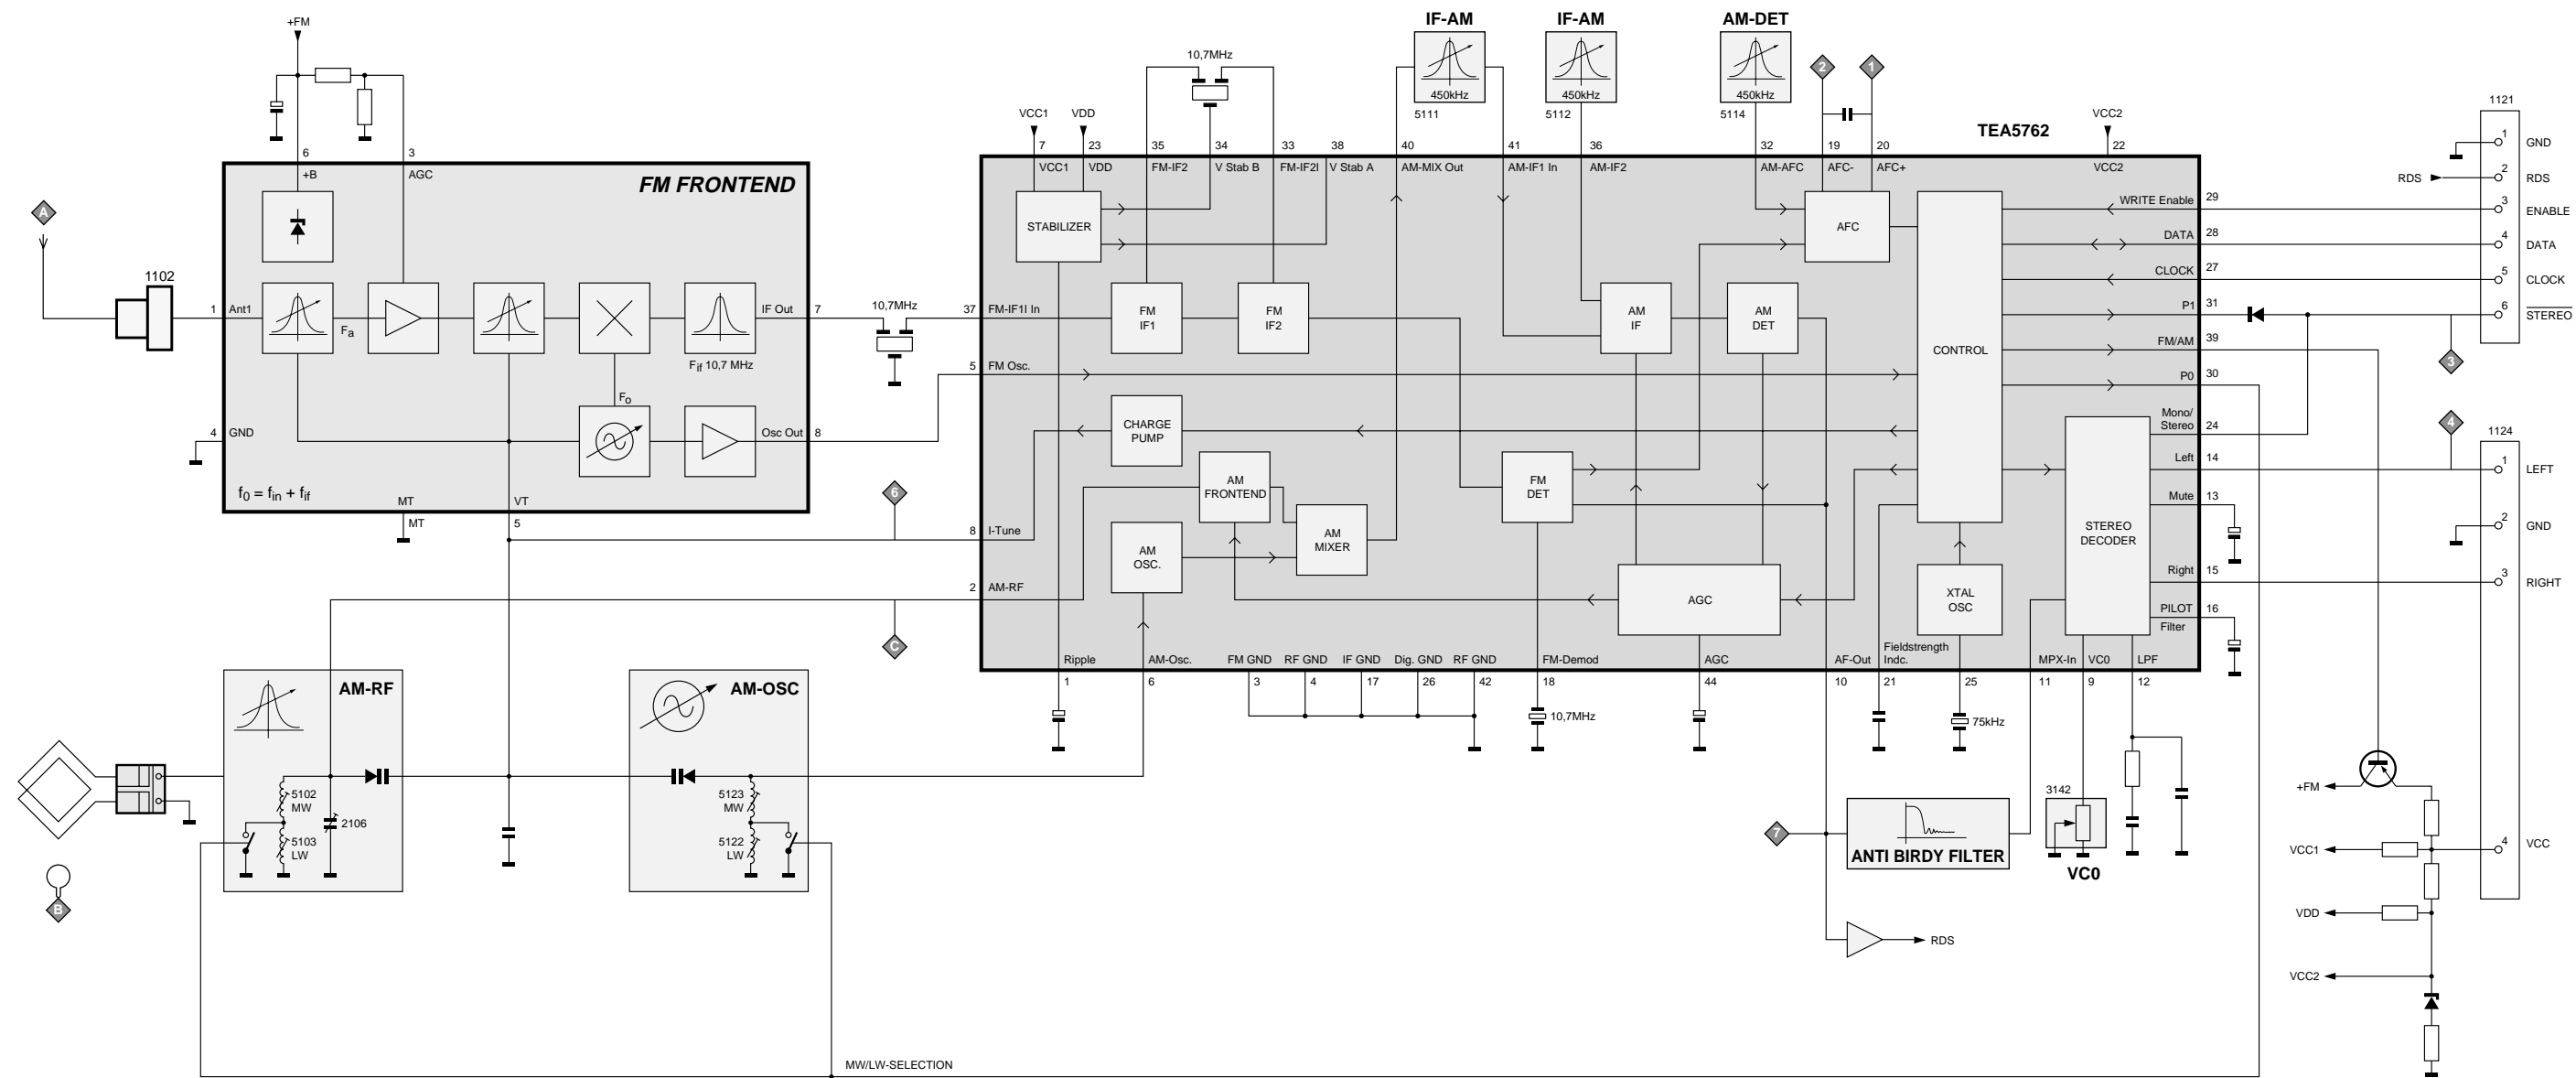 +FM
6
3
+B
AGC
FM FRONTEND
A
1102
1
Ant1
Fa
IF Out
7
Fif 10,7 MHz
Fo
4
GND
Osc Out
8
f0 = fin + fif
MT
VT
MT
5
10,7MHz
10,7MHz
IF-AM
450kHz
5111
IF-AM
450kHz
5112
AM-DET
450kHz
5114
2
1
TEA5762
VCC1
VDD
VCC2
7
23
35
34
33
38
40
41
36
32
19
20
22
VCC1
VDD
FM-IF2
V Stab B
FM-IF2I
V Stab A
AM-MIX Out
AM-IF1 In
AM-IF2
AM-AFC
AFC-
AFC+
VCC2
STABILIZER
AFC
37
FM-IF1I In
FM
IF1
FM
IF2
AM
IF
AM
DET
CONTROL
5
FM Osc.
CHARGE
PUMP
AM
FRONTEND
FM
DET
6
8
I-Tune
AM
OSC.
AM
MIXER
2
AM-RF
AGC
XTAL
OSC
STEREO
DECODER
C
WRITE Enable
29
DATA
28
CLOCK
27
P1
31
FM/AM
39
P0
30
Mono/
Stereo
24
Left
14
Mute
13
Right
15
PILOT
16
Filter
Ripple
AM-Osc.
FM GND
RF GND
IF GND
Dig. GND
RF GND
FM-Demod
AGC
AF-Out
Fieldstrength
Indc.
MPX-In
VC0
LPF
1
6
3
4
17
26
42
18
44
10
21
25
11
9
12
10,7MHz
75kHz
1121
1
GND
RDS
2
RDS
3
ENABLE
4
DATA
5
CLOCK
6
STEREO
3
4
1124
1
LEFT
2
GND
3
RIGHT
4
VCC
AM-RF
5102
MW
2106
5103
LW
B
AM-OSC
5123
MW
5122
LW
7
ANTI BIRDY FILTER
3142
VC0
RDS
+FM
VCC1
VDD
VCC2
MW/LW-SELECTION